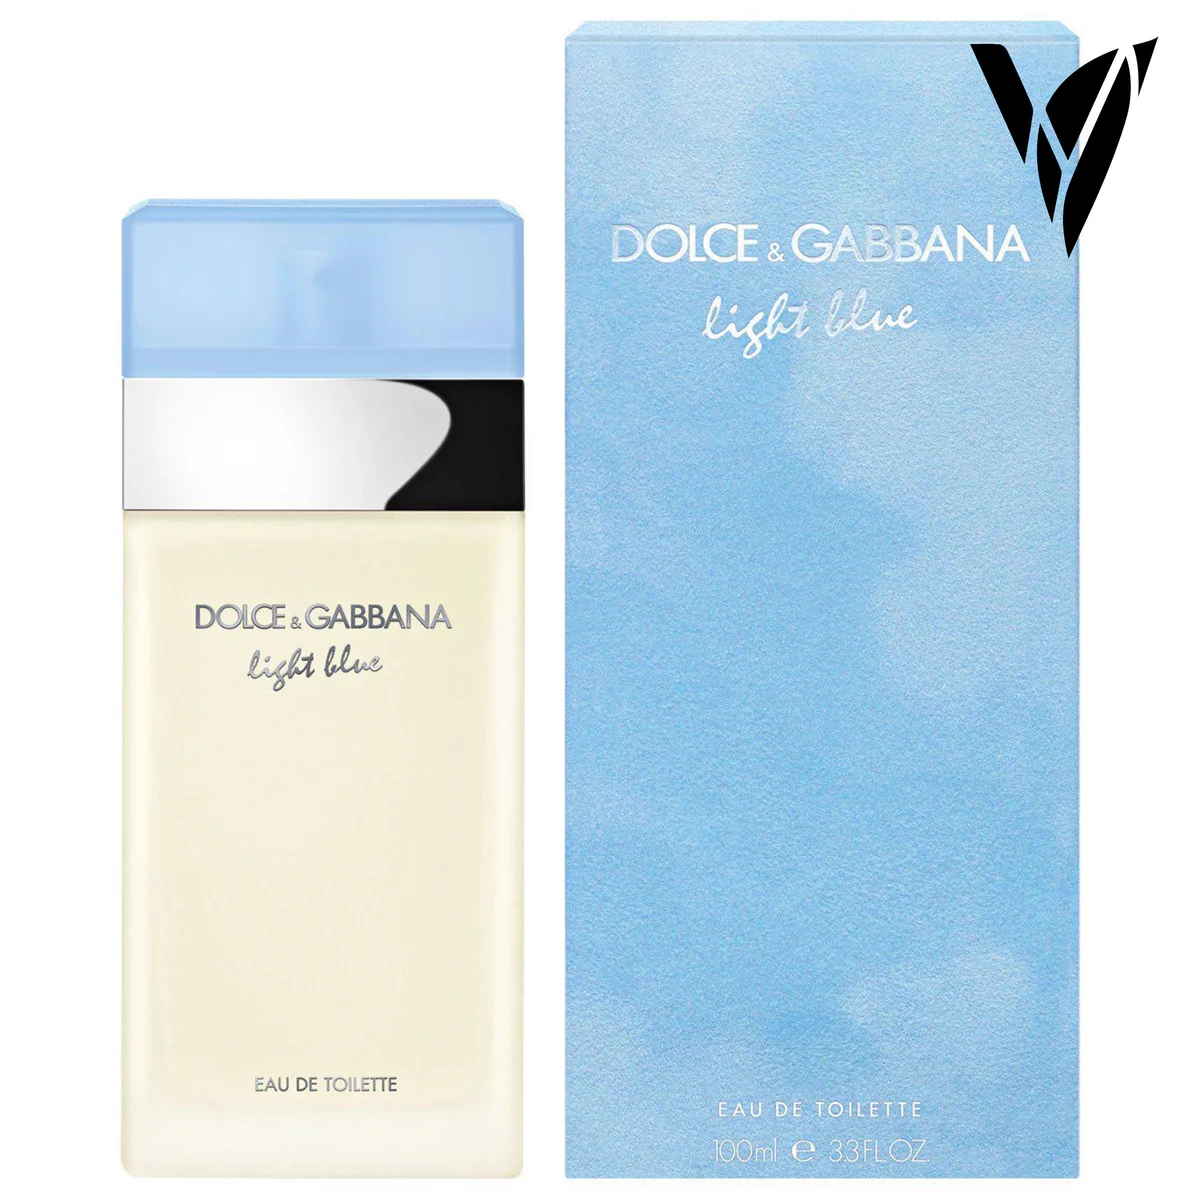 DOLCE & GABBANA
light blue
EAU DE TOILETTE
DOLCE & GABBANA
light blue
EAU DE TOILETTE
100ml e 3.3FL.OZ.